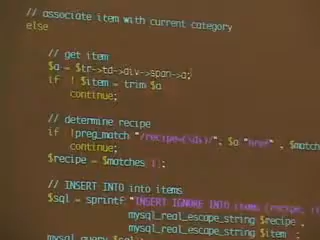 // associate item with current category
else
// get item
$a = $tr->td->div->span->a;
if ! $item = trim $a
continue;
// determine recipe
if !preg_match "/recipe=(\d+)/", $a "href" , $match
continue;
$recipe = $matches 1];
// INSERT INTO into items
$sql = sprintf "INSERT IGNORE INTO items (recipe, i
mysql_real_escape_string $recipe ,
mysql_real_escape_string $item ;
mysql_query $sql